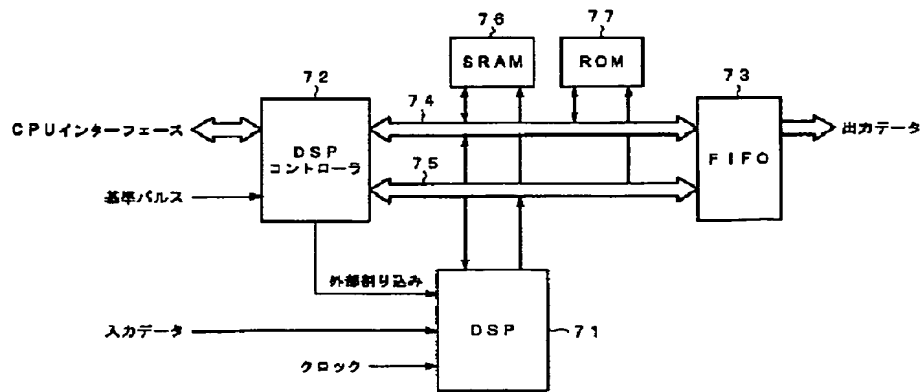 76
77
SRAM
ROM
72
73
74
CPUインターフェース
DSP
コントローラ
FIFO
出力データ
75
基準パルス
外部割り込み
入力データ
DSP
71
クロック